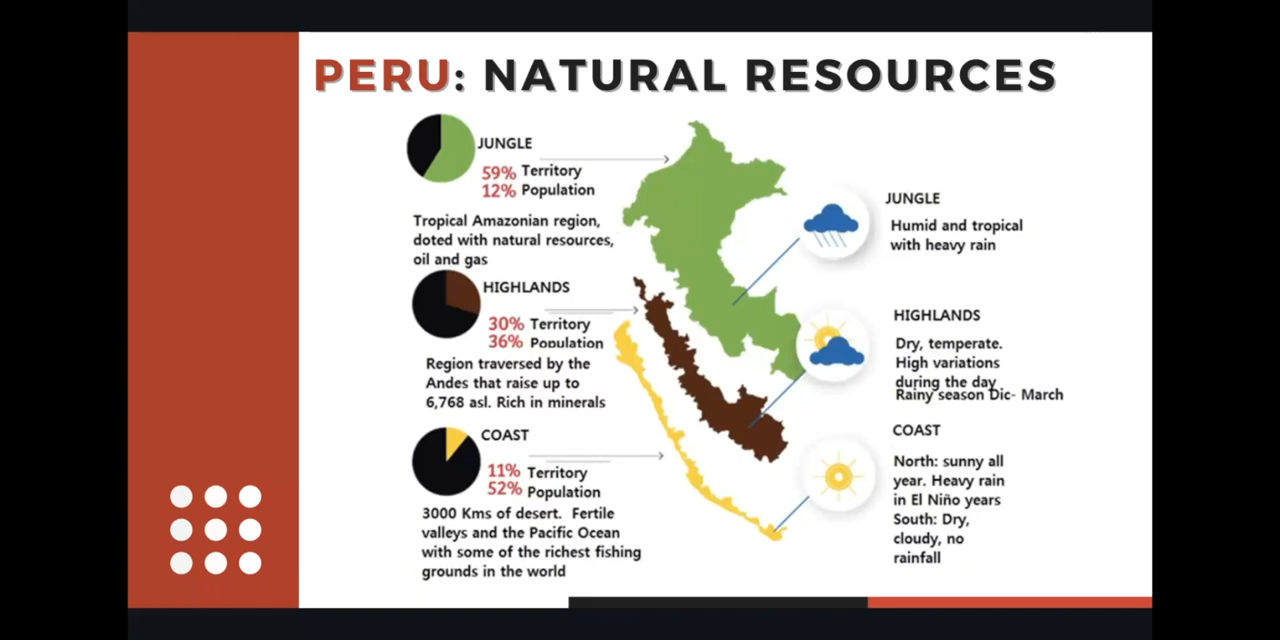 PERU: NATURAL RESOURCES
JUNGLE
59% Territory
12% Population
Tropical Amazonian region,
doted with natural resources,
oil and gas
HIGHLANDS
30% Territory
36% Population
Region traversed by the
Andes that raise up to
6,768 asl. Rich in minerals
COAST
11% Territory
52% Population
3000 Kms of desert. Fertile
valleys and the Pacific Ocean
with some of the richest fishing
grounds in the world
JUNGLE
Humid and tropical
with heavy rain
HIGHLANDS
Dry, temperate.
High variations
during the day
Rainy season Dic- March
COAST
North: sunny all
year. Heavy rain
in El Niño years
South: Dry,
cloudy, no
rainfall